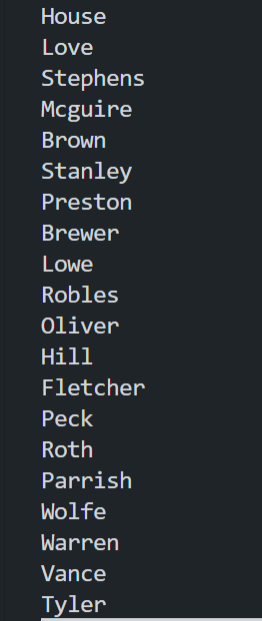 House
Love
Stephens
Mcguire
Brown
Stanley
Preston
Brewer
Lowe
Robles
Oliver
Hill
Fletcher
Peck
Roth
Parrish
Wolfe
Warren
Vance
Tyler